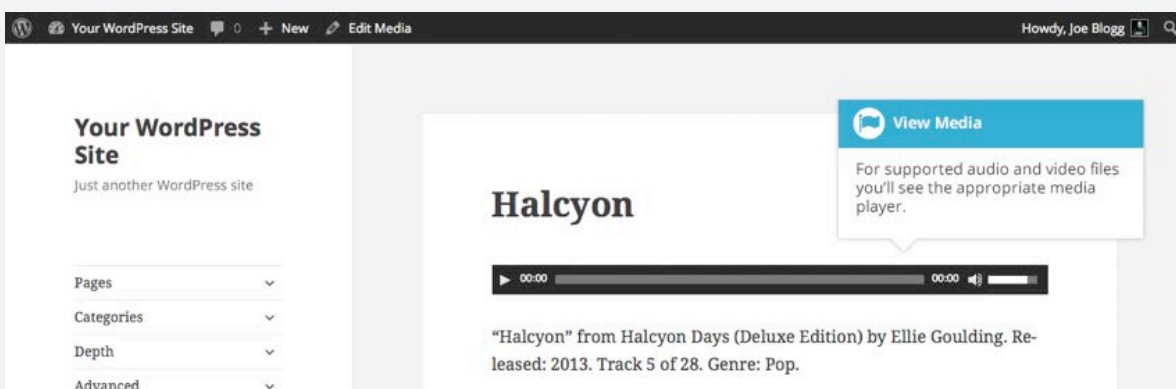 Your WordPress Site 0 New Edit Media Howdy, Joe Blogg
Your WordPress
Site
Just another WordPress site
Pages
Categories
Depth
Advanced
View Media
For supported audio and video files
you'll see the appropriate media
player.
Halcyon
00:00 00:00
“Halcyon” from Halcyon Days (Deluxe Edition) by Ellie Goulding. Re-
leased: 2013. Track 5 of 28. Genre: Pop.